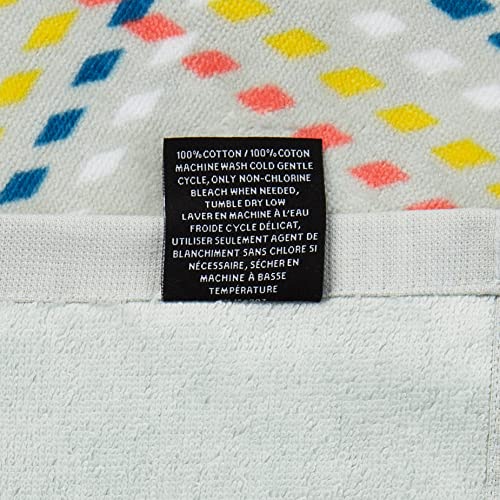 100% COTTON / 100% COTON
MACHINE WASH COLD GENTLE
CYCLE, ONLY NON-CHLORINE
BLEACH WHEN NEEDED,
TUMBLE DRY LOW
LAVER EN MACHINE À L'EAU
FROIDE CYCLE DÉLICAT,
UTILISER SEULEMENT AGENT DE
BLANCHIMENT SANS CHLORE SI
NÉCESSAIRE, SÉCHER EN
MACHINE À BASSE
TEMPÉRATURE